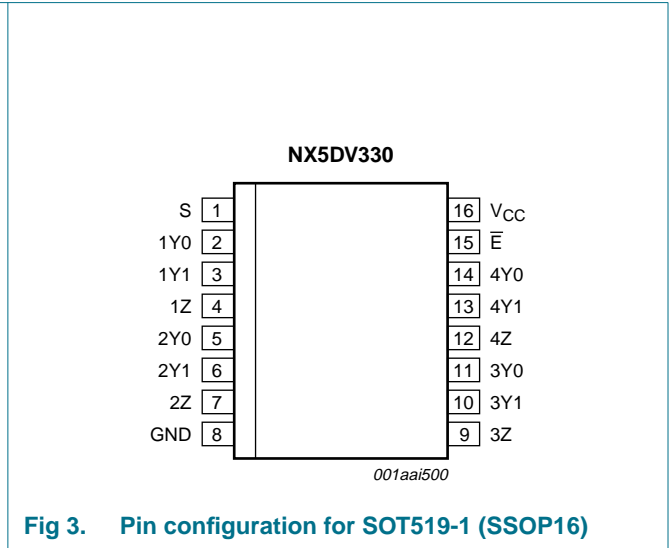 NX5DV330
S 1 16 VCC
1Y0 2 15 E̅
1Y1 3 14 4Y0
1Z 4 13 4Y1
2Y0 5 12 4Z
2Y1 6 11 3Y0
2Z 7 10 3Y1
GND 8 9 3Z
001aai500
Fig 3. Pin configuration for SOT519-1 (SSOP16)